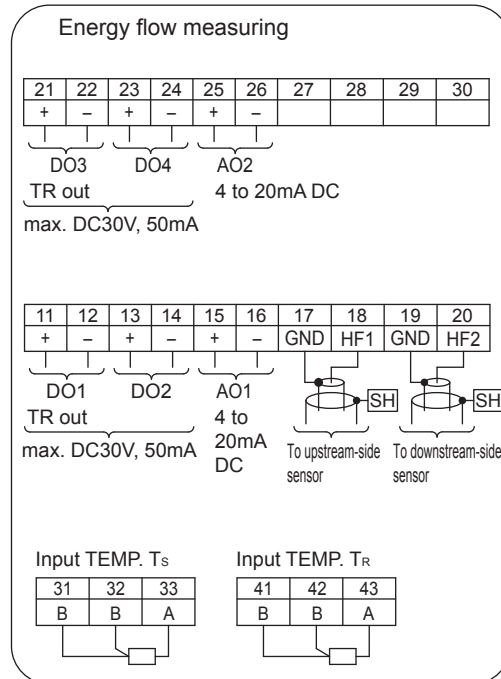 Energy flow measuring
21 22 23 24 25 26 27 28 29 30
+ – + – + –
DO3 DO4 AO2
TR out 4 to 20mA DC
max. DC30V, 50mA
11 12 13 14 15 16 17 18 19 20
+ – + – + – GND HF1 GND HF2
SH SH
DO1 DO2 AO1
TR out 4 to
20mA
DC
max. DC30V, 50mA
To upstream-side
sensor
To downstream-side
sensor
Input TEMP. Ts Input TEMP. TR
31 32 33 41 42 43
B B A B B A